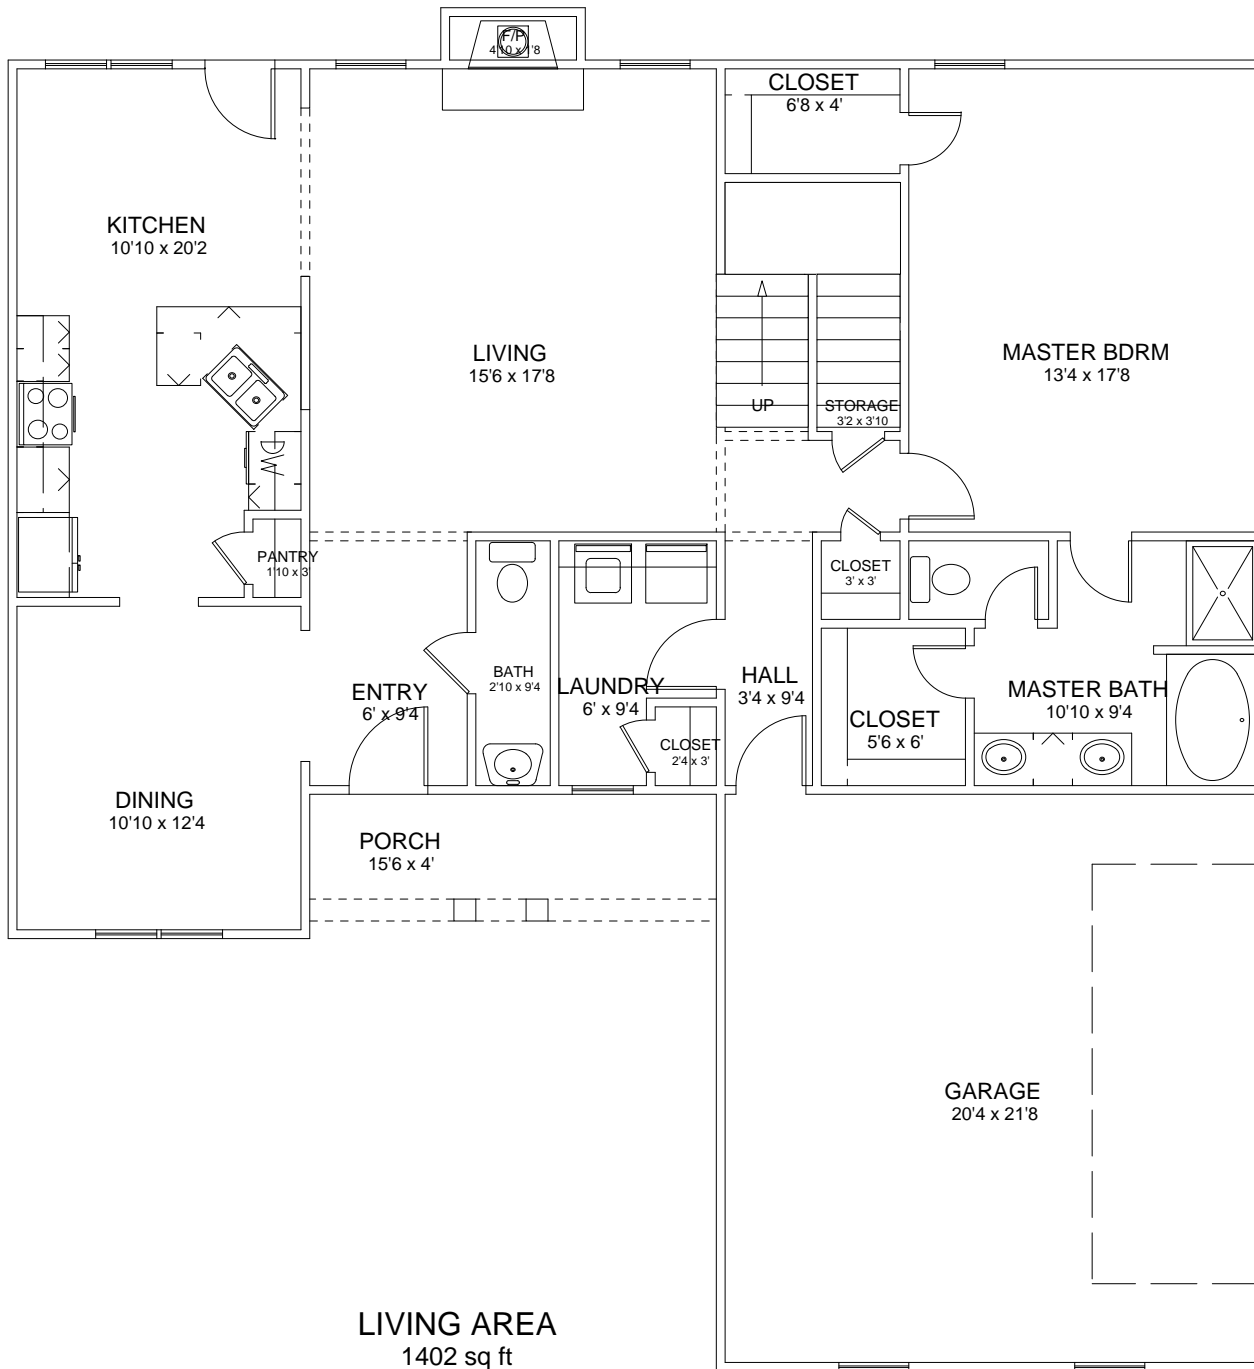 F/P
4'10 x 1'8
CLOSET
6'8 x 4'
KITCHEN
10'10 x 20'2
LIVING
15'6 x 17'8
MASTER BDRM
13'4 x 17'8
UP
STORAGE
3'2 x 3'10
DW
PANTRY
1'10 x 3'
CLOSET
3' x 3'
BATH
2'10 x 9'4
ENTRY
6' x 9'4
LAUNDRY
6' x 9'4
HALL
3'4 x 9'4
MASTER BATH
10'10 x 9'4
CLOSET
5'6 x 6'
CLOSET
2'4 x 3'
DINING
10'10 x 12'4
PORCH
15'6 x 4'
GARAGE
20'4 x 21'8
LIVING AREA
1402 sq ft